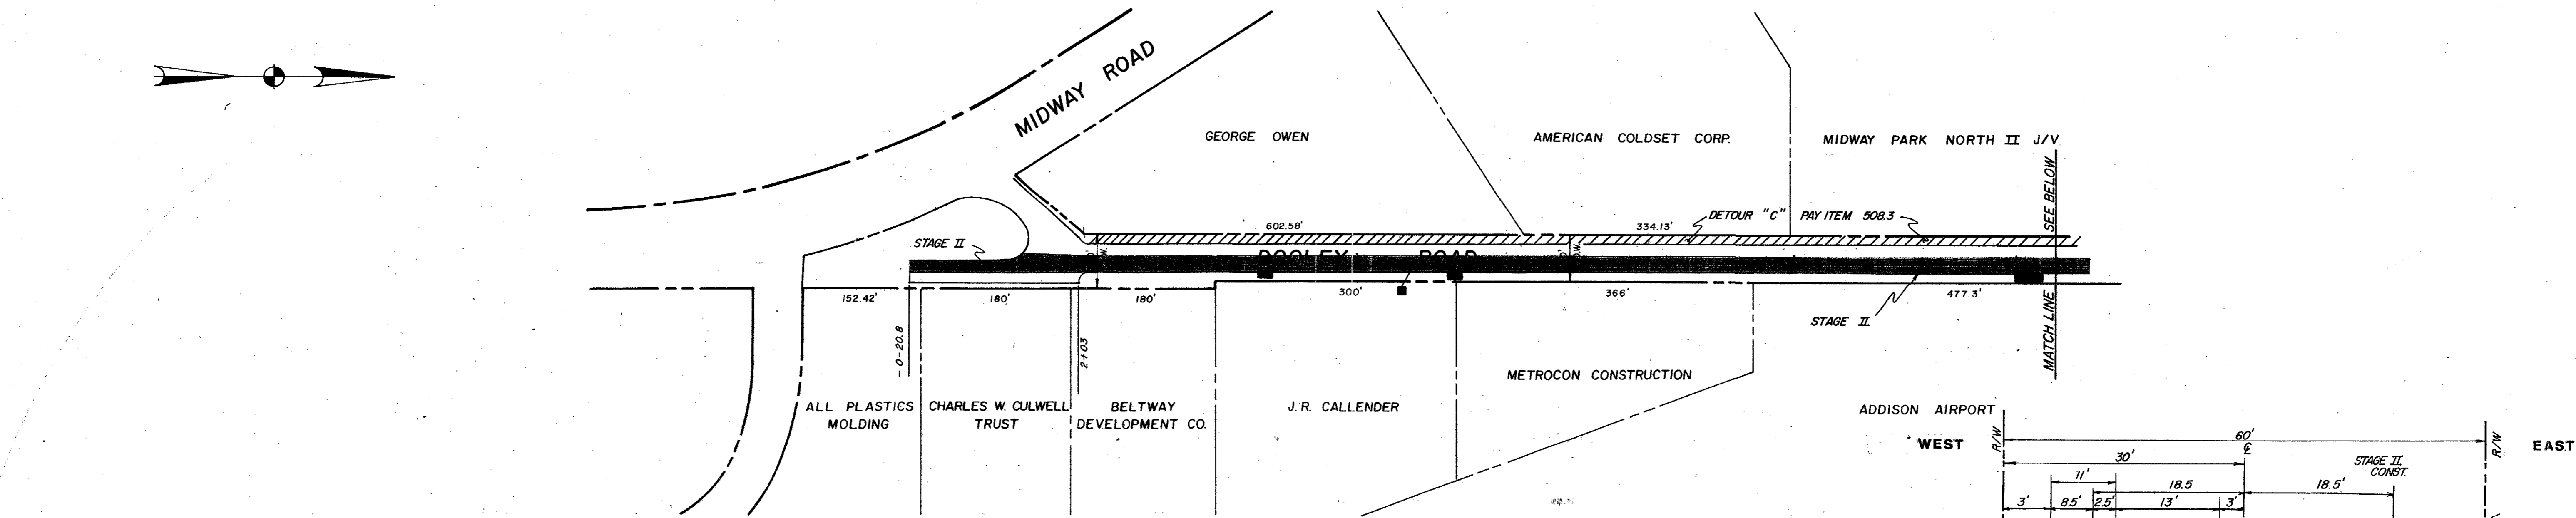 MIDWAY ROAD
GEORGE OWEN
AMERICAN COLDSET CORP.
MIDWAY PARK NORTH II J/V
SEE BELOW
MATCH LINE
DETOUR "C" PAY ITEM 508.3
602.58'
334.13'
STAGE II
DOOLEY ROAD
152.42'
180'
180'
300'
366'
477.3'
STAGE II
-0-20.8
2+03
METROCON CONSTRUCTION
ALL PLASTICS
MOLDING
CHARLES W. CULWELL
TRUST
BELTWAY
DEVELOPMENT CO.
J.R. CALLENDER
ADDISON AIRPORT
WEST
R/W
60'
R/W
EAST
℄
30'
STAGE II
CONST.
11'
18.5
18.5'
3'
8.5'
2.5'
13'
3'